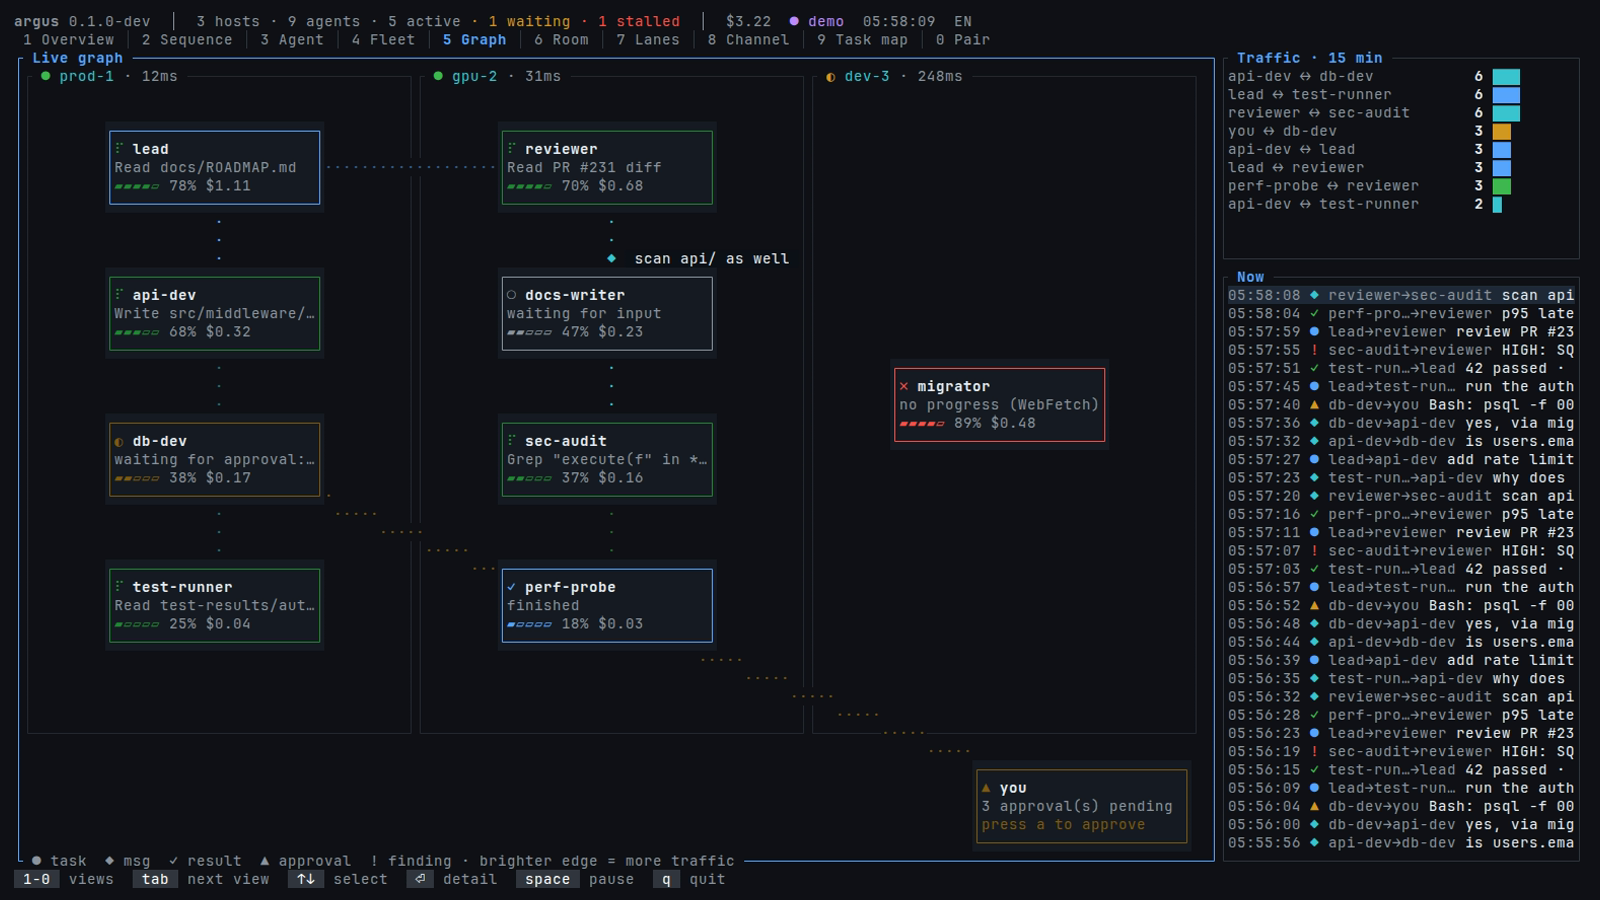 argus 0.1.0-dev │ 3 hosts · 9 agents · 5 active · 1 waiting · 1 stalled │ $3.22 ● demo 05:58:09 EN
1 Overview │ 2 Sequence │ 3 Agent │ 4 Fleet │ 5 Graph │ 6 Room │ 7 Lanes │ 8 Channel │ 9 Task map │ 0 Pair
Live graph
● prod-1 · 12ms
● gpu-2 · 31ms
◐ dev-3 · 248ms
lead
Read docs/ROADMAP.md
78% $1.11
reviewer
Read PR #231 diff
70% $0.68
◆ scan api/ as well
api-dev
Write src/middleware/…
68% $0.32
○ docs-writer
waiting for input
47% $0.23
✕ migrator
no progress (WebFetch)
89% $0.48
◐ db-dev
waiting for approval:…
38% $0.17
sec-audit
Grep "execute(f" in *…
37% $0.16
test-runner
Read test-results/aut…
25% $0.04
✓ perf-probe
finished
18% $0.03
▲ you
3 approval(s) pending
press a to approve
● task ◆ msg ✓ result ▲ approval ! finding · brighter edge = more traffic
Traffic · 15 min
api-dev ↔ db-dev 6
lead ↔ test-runner 6
reviewer ↔ sec-audit 6
you ↔ db-dev 3
api-dev ↔ lead 3
lead ↔ reviewer 3
perf-probe ↔ reviewer 3
api-dev ↔ test-runner 2
Now
05:58:08 ◆ reviewer→sec-audit scan api
05:58:04 ✓ perf-pro…→reviewer p95 late
05:57:59 ● lead→reviewer review PR #23
05:57:55 ! sec-audit→reviewer HIGH: SQ
05:57:51 ✓ test-run…→lead 42 passed ·
05:57:45 ● lead→test-run… run the auth
05:57:40 ▲ db-dev→you Bash: psql -f 00
05:57:36 ◆ db-dev→api-dev yes, via mig
05:57:32 ◆ api-dev→db-dev is users.ema
05:57:27 ● lead→api-dev add rate limit
05:57:23 ◆ test-run…→api-dev why does
05:57:20 ◆ reviewer→sec-audit scan api
05:57:16 ✓ perf-pro…→reviewer p95 late
05:57:11 ● lead→reviewer review PR #23
05:57:07 ! sec-audit→reviewer HIGH: SQ
05:57:03 ✓ test-run…→lead 42 passed ·
05:56:57 ● lead→test-run… run the auth
05:56:52 ▲ db-dev→you Bash: psql -f 00
05:56:48 ◆ db-dev→api-dev yes, via mig
05:56:44 ◆ api-dev→db-dev is users.ema
05:56:39 ● lead→api-dev add rate limit
05:56:35 ◆ test-run…→api-dev why does
05:56:32 ◆ reviewer→sec-audit scan api
05:56:28 ✓ perf-pro…→reviewer p95 late
05:56:23 ● lead→reviewer review PR #23
05:56:19 ! sec-audit→reviewer HIGH: SQ
05:56:15 ✓ test-run…→lead 42 passed ·
05:56:09 ● lead→test-run… run the auth
05:56:04 ▲ db-dev→you Bash: psql -f 00
05:56:00 ◆ db-dev→api-dev yes, via mig
05:55:56 ◆ api-dev→db-dev is users.ema
1-0 views tab next view ↑↓ select ⏎ detail space pause q quit